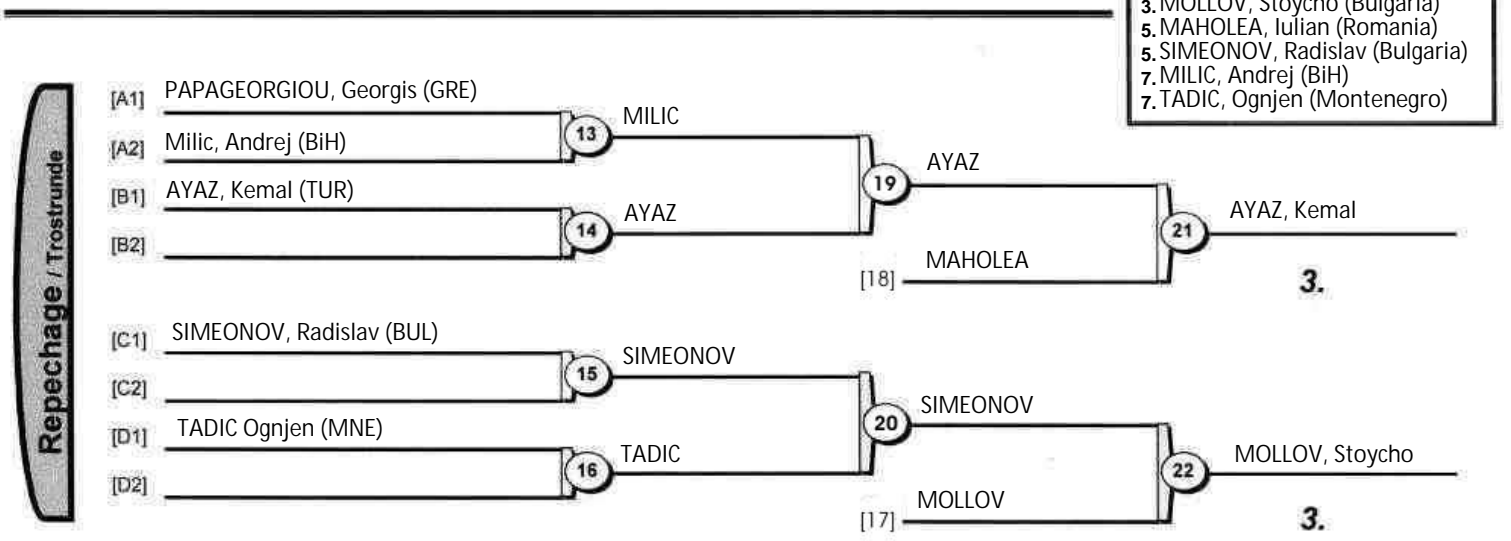 3. MOLLOV, Stoycho (Bulgaria)
5. MAHOLEA, Iulian (Romania)
5. SIMEONOV, Radislav (Bulgaria)
7. MILIC, Andrej (BiH)
7. TADIC, Ognjen (Montenegro)
Repechage / Trostrunde
[A1] PAPAGEORGIOU, Georgis (GRE)
[A2] Milic, Andrej (BiH)
13 MILIC
[B1] AYAZ, Kemal (TUR)
[B2]
14 AYAZ
19 AYAZ
[18] MAHOLEA
21 AYAZ, Kemal
3.
[C1] SIMEONOV, Radislav (BUL)
[C2]
15 SIMEONOV
[D1] TADIC Ognjen (MNE)
[D2]
16 TADIC
20 SIMEONOV
[17] MOLLOV
22 MOLLOV, Stoycho
3.